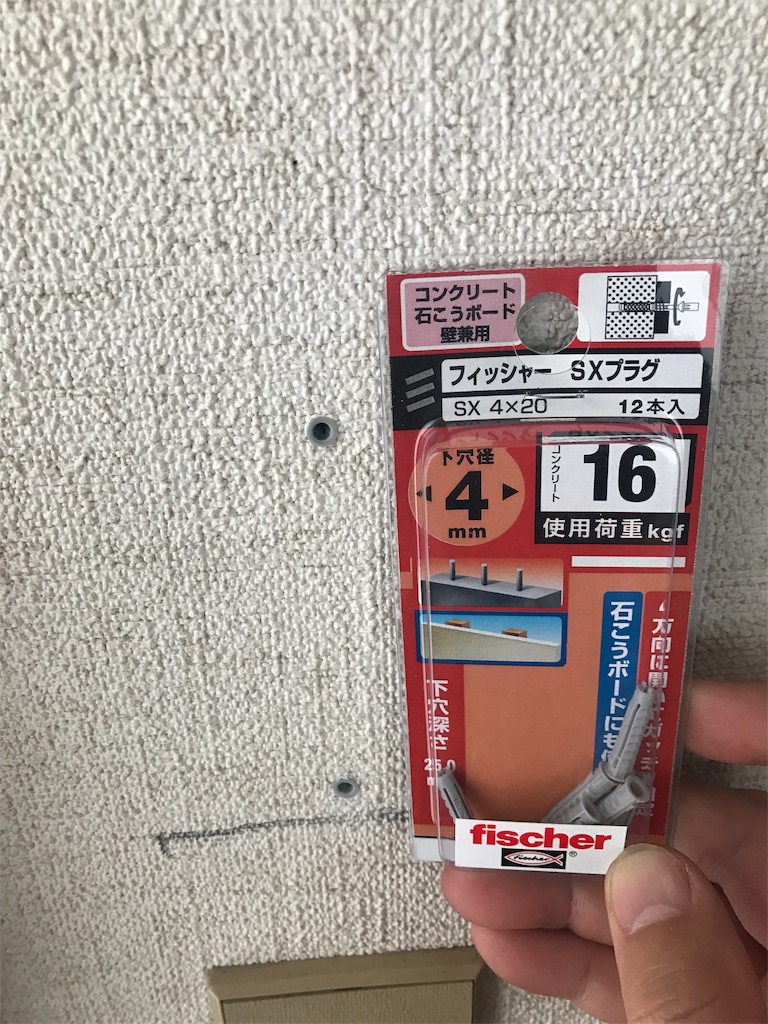 コンクリート
石こうボード
壁兼用
フィッシャー SXプラグ
SX 4×20 12本入
下穴径
4
mm
コンクリート
16
使用荷重kgf
石こうボードにも
下穴深さ
25.0
fischer
fischer
®